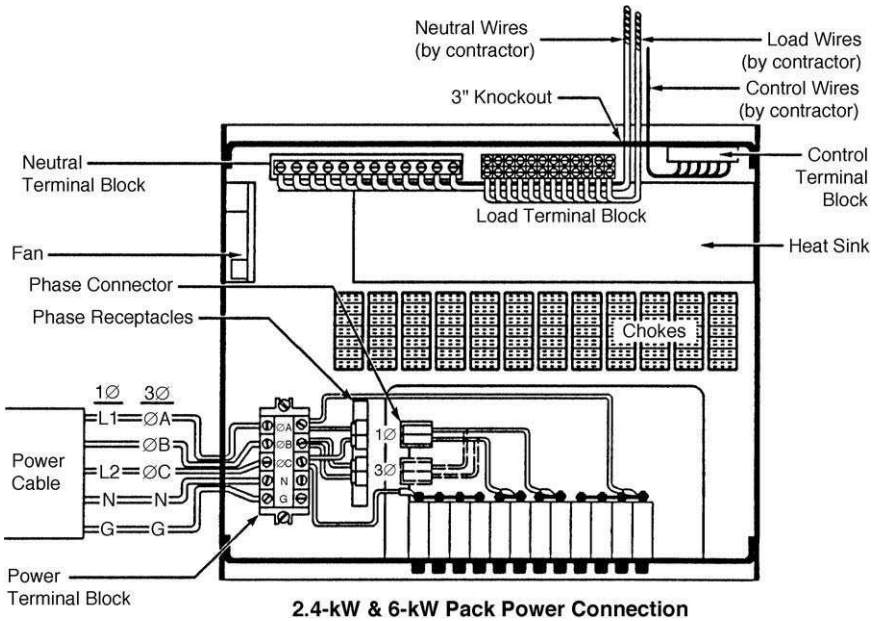 Neutral Wires
(by contractor)
Load Wires
(by contractor)
Control Wires
(by contractor)
3" Knockout
Neutral
Terminal Block
Control
Terminal
Block
Load Terminal Block
Fan
Heat Sink
Phase Connector
Phase Receptacles
Chokes
1Ø 3Ø
L1 ØA
ØB
L2 ØC
N N
G G
Power
Cable
ØA
ØB
ØC
N
G
1Ø
3Ø
Power
Terminal Block
2.4-kW & 6-kW Pack Power Connection